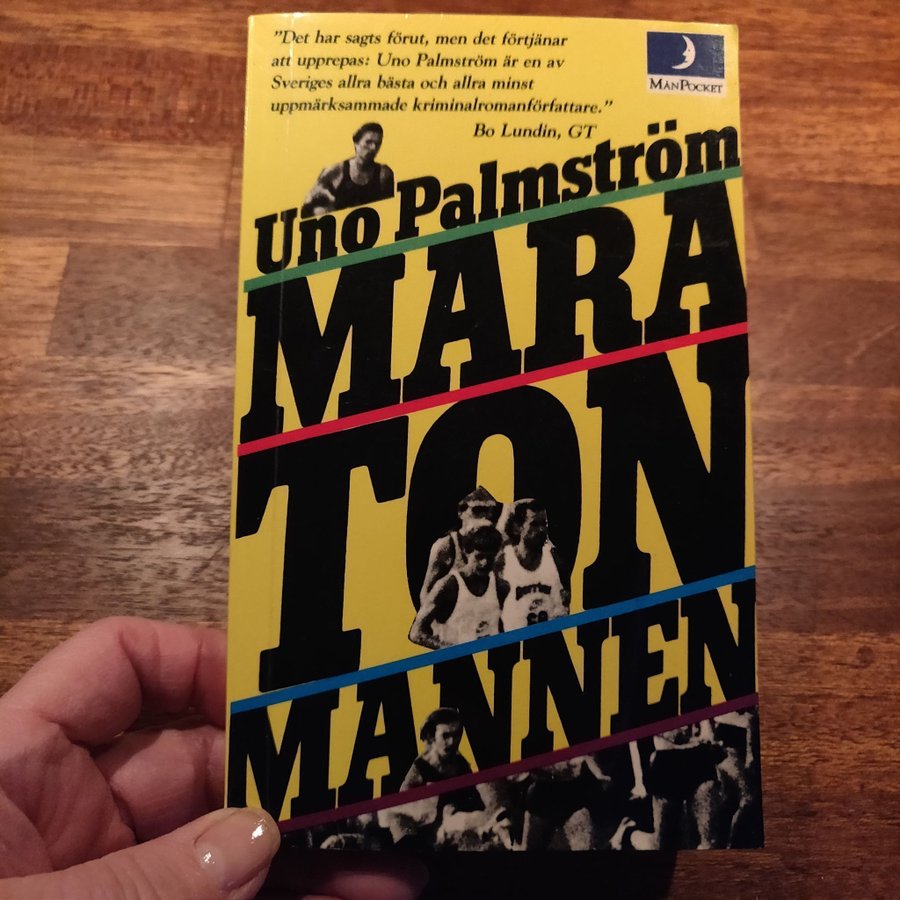 "Det har sagts förut, men det förtjänar
att upprepas: Uno Palmström är en av
Sveriges allra bästa och allra minst
uppmärksammade kriminalromanförfattare."
Bo Lundin, GT
MÅNPOCKET
Uno Palmström
MARA
TON
MANNEN